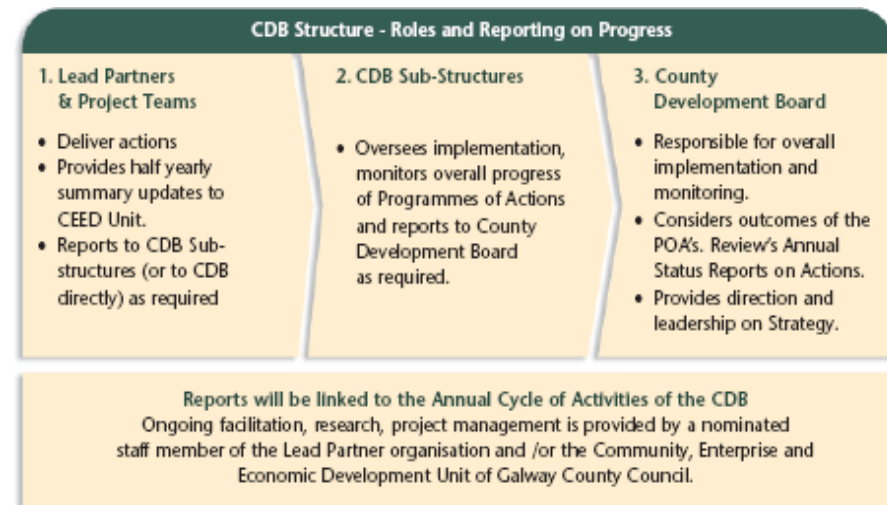 CDB Structure - Roles and Reporting on Progress
1. Lead Partners
& Project Teams
• Deliver actions
• Provides half yearly
summary updates to
CEED Unit.
• Reports to CDB Sub-
structures (or to CDB
directly) as required
2. CDB Sub-Structures
• Oversees implementation,
monitors overall progress
of Programmes of Actions
and reports to County
Development Board
as required.
3. County
Development Board
• Responsible for overall
implementation and
monitoring.
• Considers outcomes of the
POA's. Review's Annual
Status Reports on Actions.
• Provides direction and
leadership on Strategy.
Reports will be linked to the Annual Cycle of Activities of the CDB
Ongoing facilitation, research, project management is provided by a nominated
staff member of the Lead Partner organisation and /or the Community, Enterprise and
Economic Development Unit of Galway County Council.